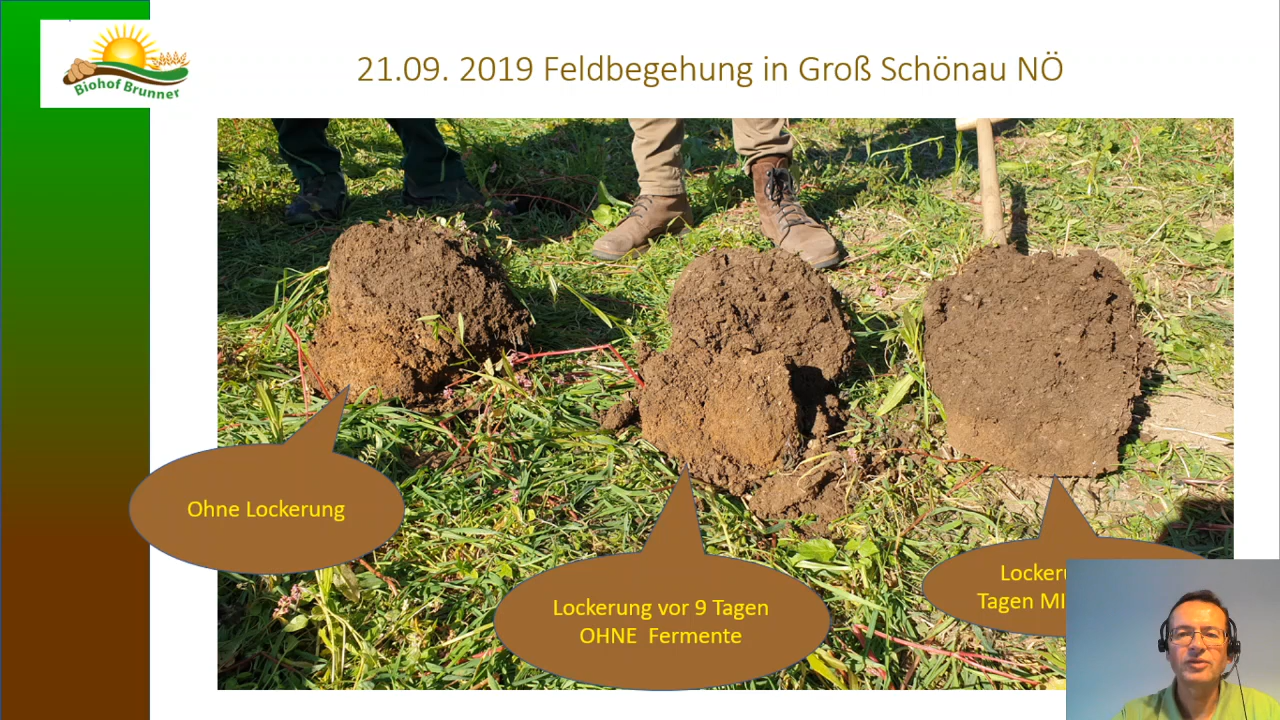 Biohof Brunner
21.09. 2019 Feldbegehung in Groß Schönau NÖ
Ohne Lockerung
Lockerung vor 9 Tagen
OHNE Fermente
Tagen